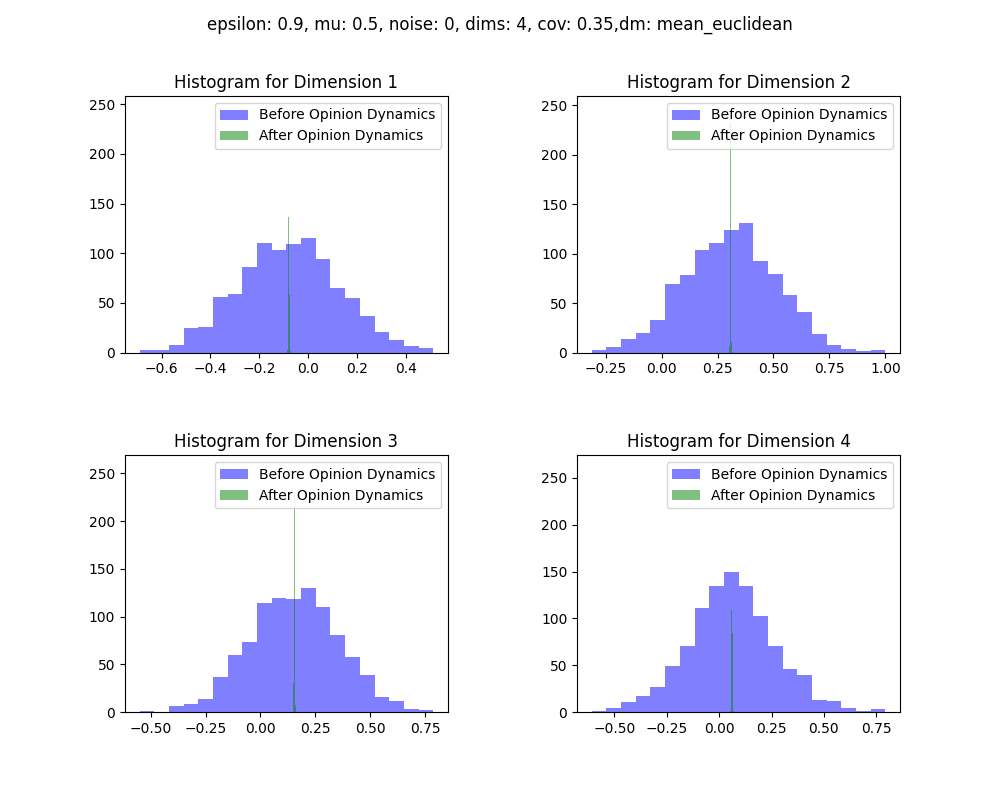 epsilon: 0.9, mu: 0.5, noise: 0, dims: 4, cov: 0.35,dm: mean_euclidean
Histogram for Dimension 1
Before Opinion Dynamics
After Opinion Dynamics
250
200
150
100
50
0
−0.6 −0.4 −0.2 0.0 0.2 0.4
Histogram for Dimension 2
Before Opinion Dynamics
After Opinion Dynamics
250
200
150
100
50
0
−0.25 0.00 0.25 0.50 0.75 1.00
Histogram for Dimension 3
Before Opinion Dynamics
After Opinion Dynamics
250
200
150
100
50
0
−0.50 −0.25 0.00 0.25 0.50 0.75
Histogram for Dimension 4
Before Opinion Dynamics
After Opinion Dynamics
250
200
150
100
50
0
−0.50 −0.25 0.00 0.25 0.50 0.75